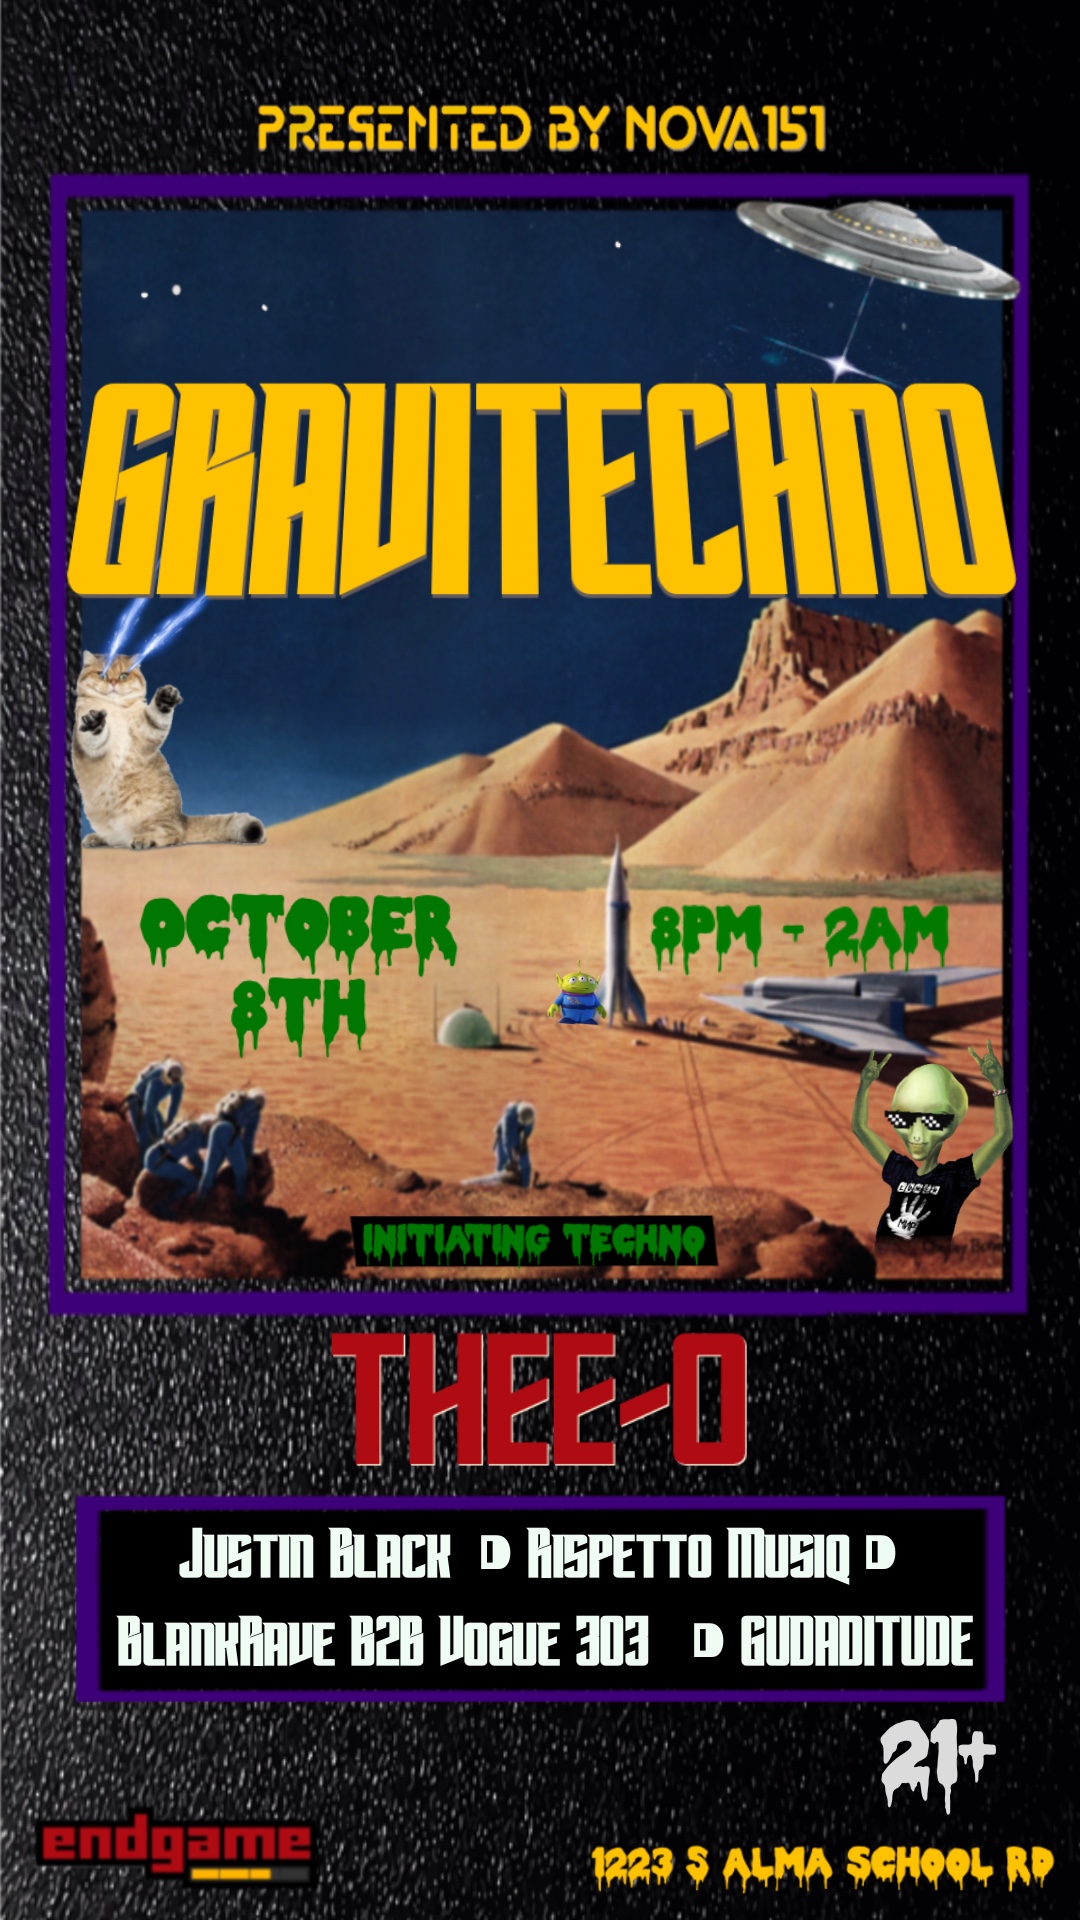 PRESENTED BY NOVA151
GRAVITECHNO
OCTOBER
8TH
8PM - 2AM
INITIATING TECHNO
THEE-O
Justin Black D Rispetto Musiq D
BlankRave B2B Vogue 303 D GUDADITUDE
21+
endgame
1223 S ALMA SCHOOL RD